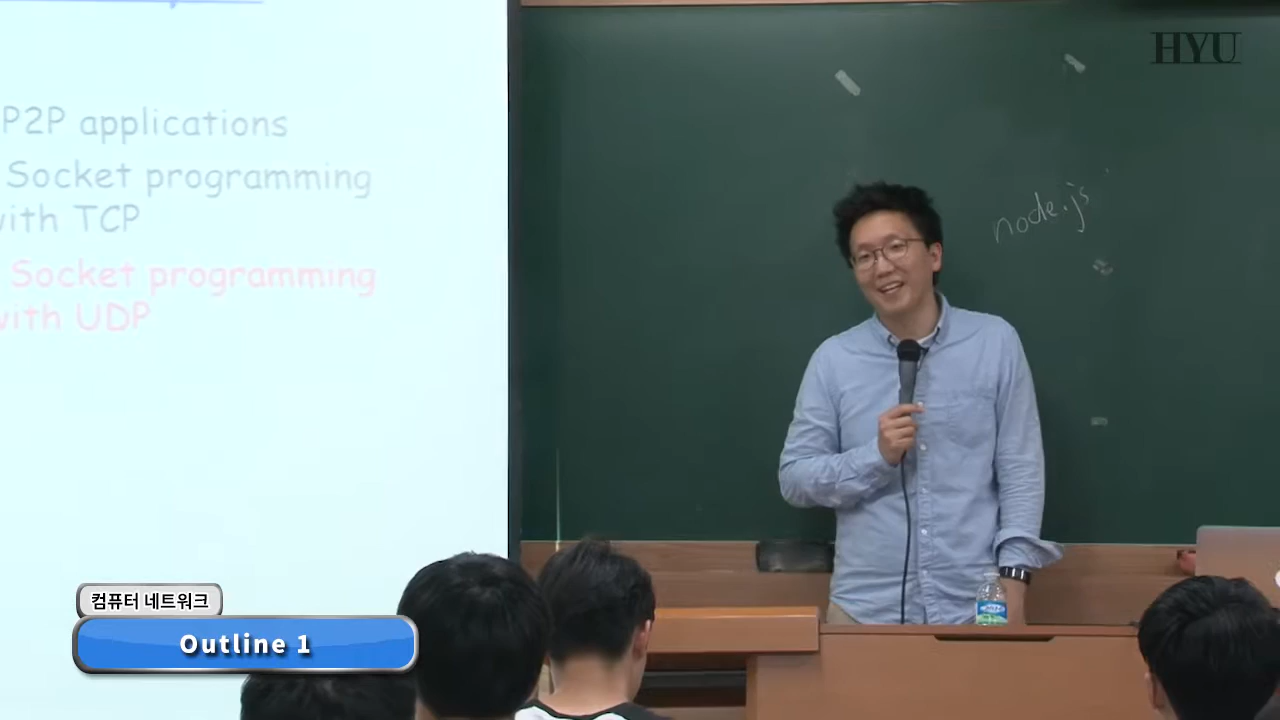 P2P applications
Socket programming
with TCP
Socket programming
with UDP
HYU
node.js
컴퓨터 네트워크
Outline 1